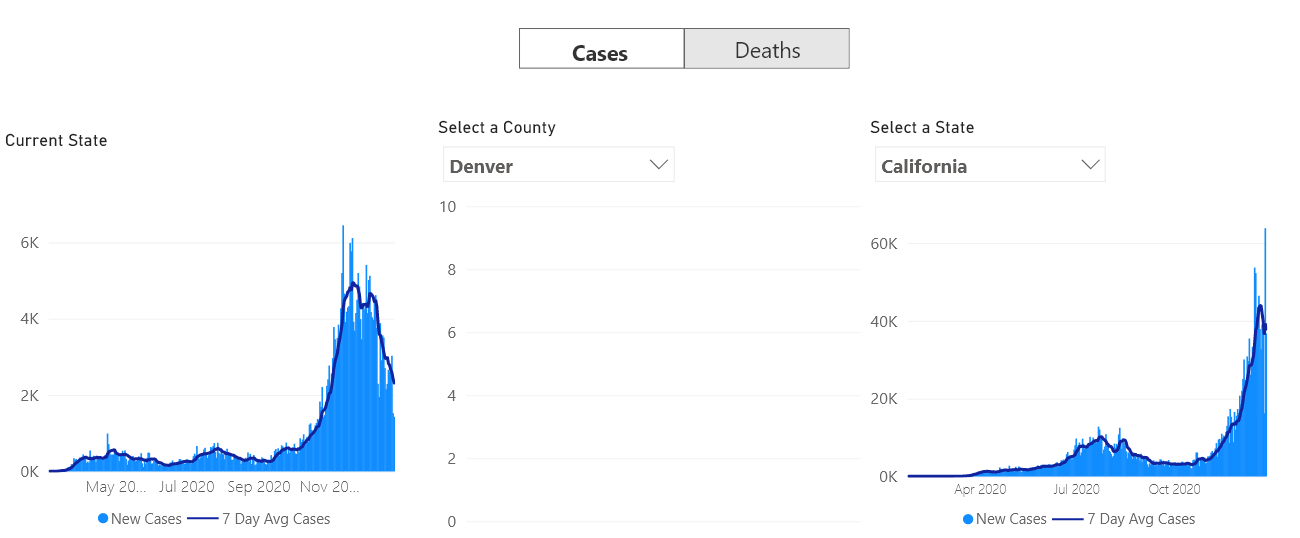 Cases
Deaths
Current State
6K
4K
2K
0K
May 20...
Jul 2020
Sep 2020
Nov 20...
New Cases
7 Day Avg Cases
Select a County
Denver
10
8
6
4
2
0
Select a State
California
60K
40K
20K
0K
Apr 2020
Jul 2020
Oct 2020
New Cases
7 Day Avg Cases